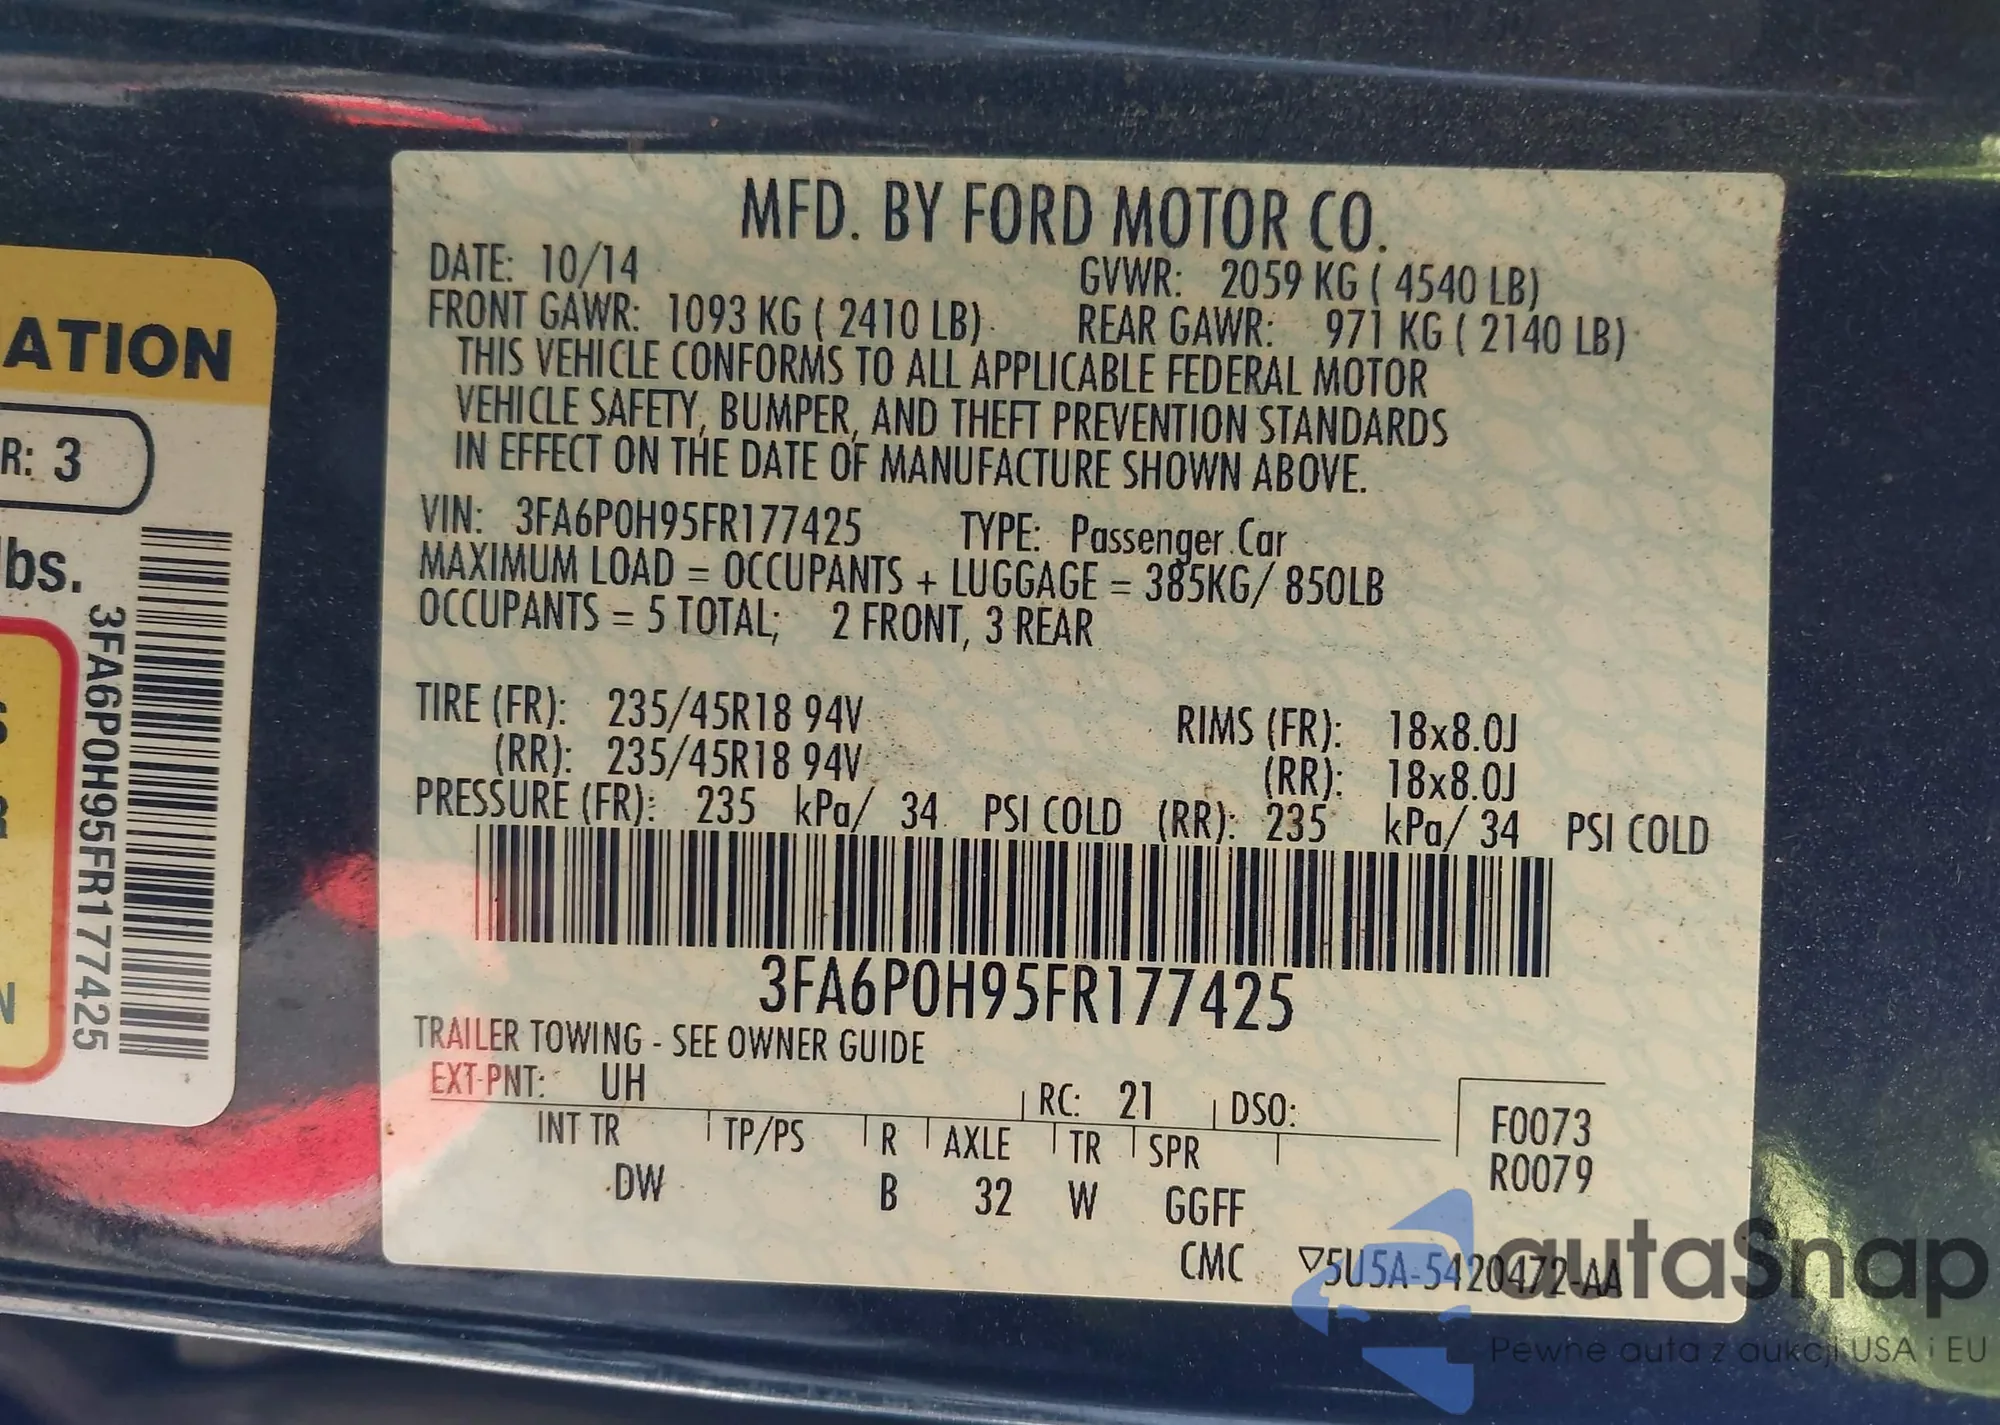 ATION
R: 3
lbs.
3FA6P0H95FR177425
MFD. BY FORD MOTOR CO.
DATE: 10/14 GVWR: 2059 KG ( 4540 LB)
FRONT GAWR: 1093 KG ( 2410 LB) REAR GAWR: 971 KG ( 2140 LB)
THIS VEHICLE CONFORMS TO ALL APPLICABLE FEDERAL MOTOR
VEHICLE SAFETY, BUMPER, AND THEFT PREVENTION STANDARDS
IN EFFECT ON THE DATE OF MANUFACTURE SHOWN ABOVE.
VIN: 3FA6P0H95FR177425 TYPE: Passenger Car
MAXIMUM LOAD = OCCUPANTS + LUGGAGE = 385KG/ 850LB
OCCUPANTS = 5 TOTAL; 2 FRONT, 3 REAR
TIRE (FR): 235/45R18 94V RIMS (FR): 18x8.0J
(RR): 235/45R18 94V (RR): 18x8.0J
PRESSURE (FR): 235 kPa/ 34 PSI COLD (RR): 235 kPa/ 34 PSI COLD
3FA6P0H95FR177425
TRAILER TOWING - SEE OWNER GUIDE
EXT-PNT: UH RC: 21 DSO:
INT TR TP/PS R AXLE TR SPR
DW B 32 W GGFF
F0073
R0079
CMC ▽5U5A-5420472-AA
autaSnap
Pewne auta z aukcji USA i EU